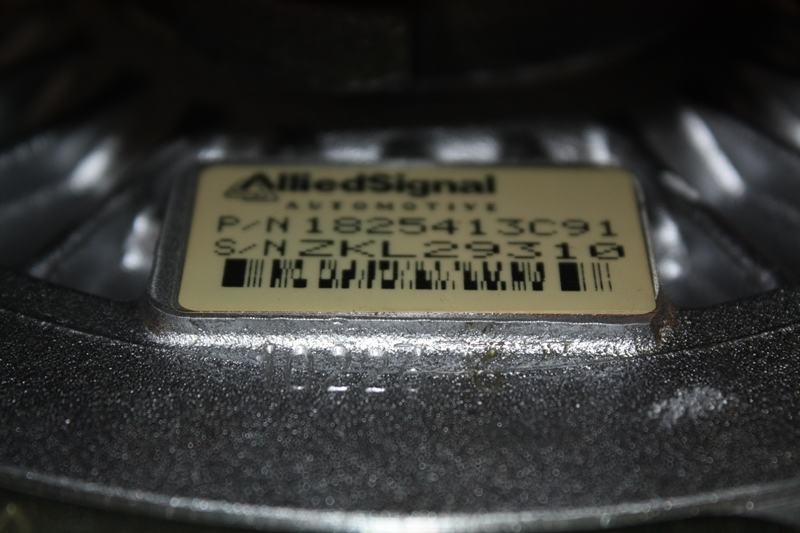 AlliedSignal
AUTOMOTIVE
P/N 1825413C91
S/N ZKL29310